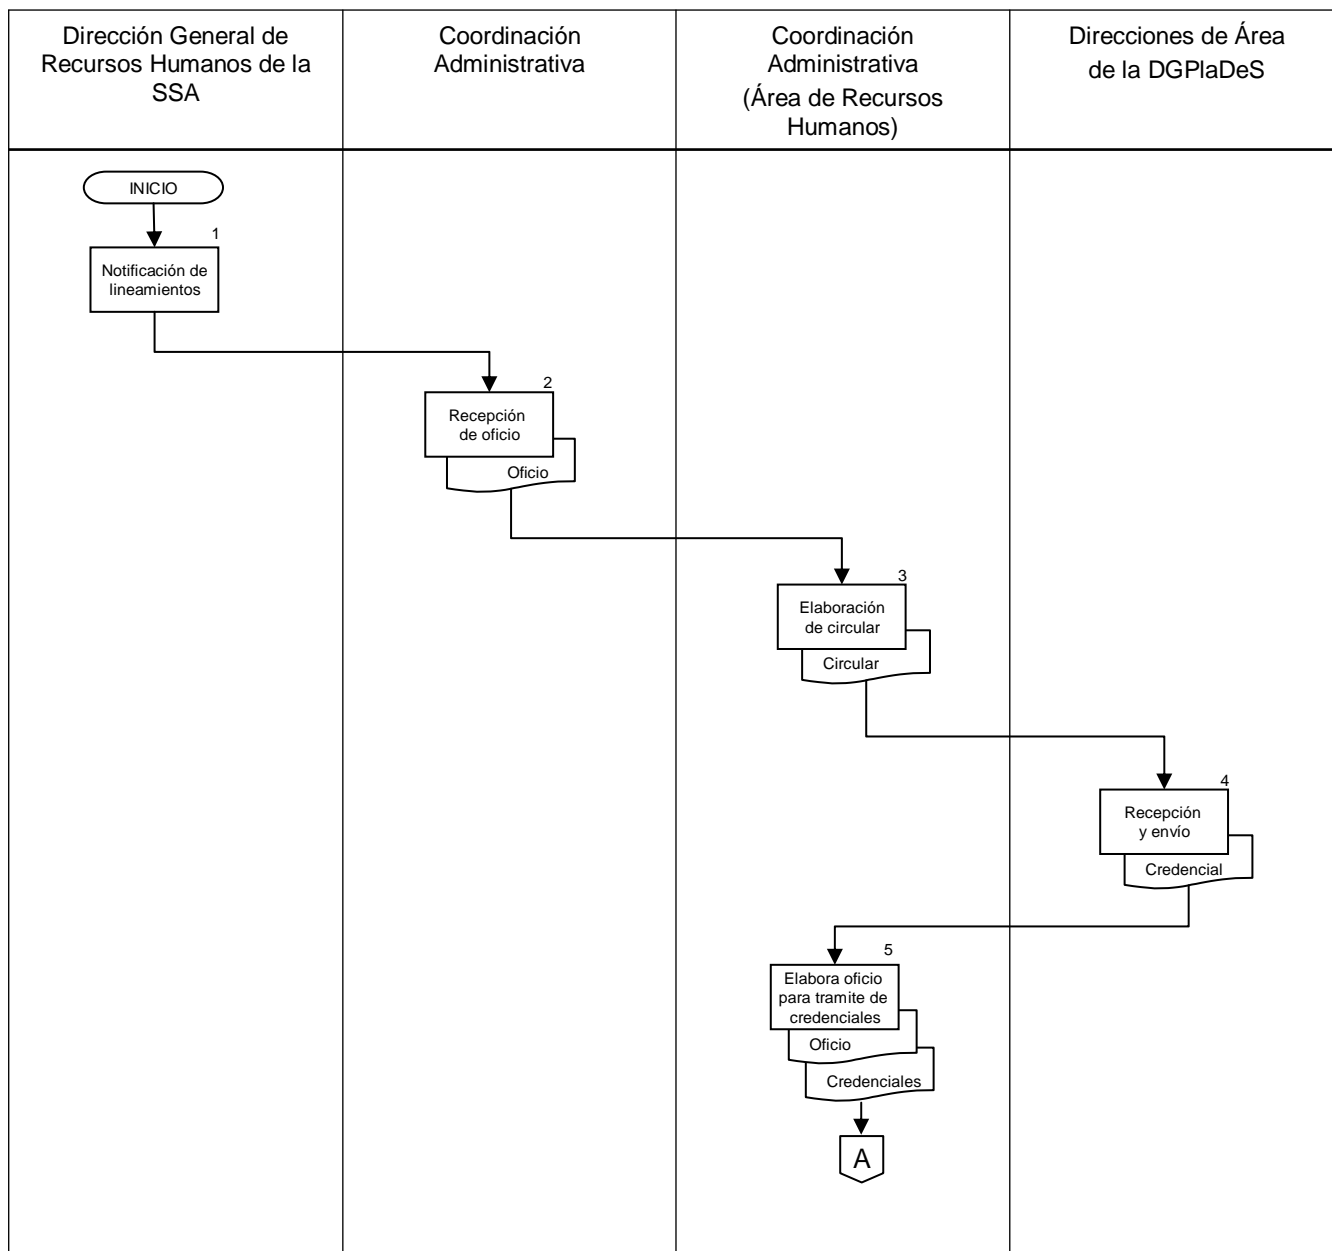 Dirección General de
Recursos Humanos de la
SSA
Coordinación
Administrativa
Coordinación
Administrativa
(Área de Recursos
Humanos)
Direcciones de Área
de la DGPlaDeS
INICIO
1
Notificación de
lineamientos
2
Recepción
de oficio
Oficio
3
Elaboración
de circular
Circular
4
Recepción
y envío
Credencial
5
Elabora oficio
para tramite de
credenciales
Oficio
Credenciales
A